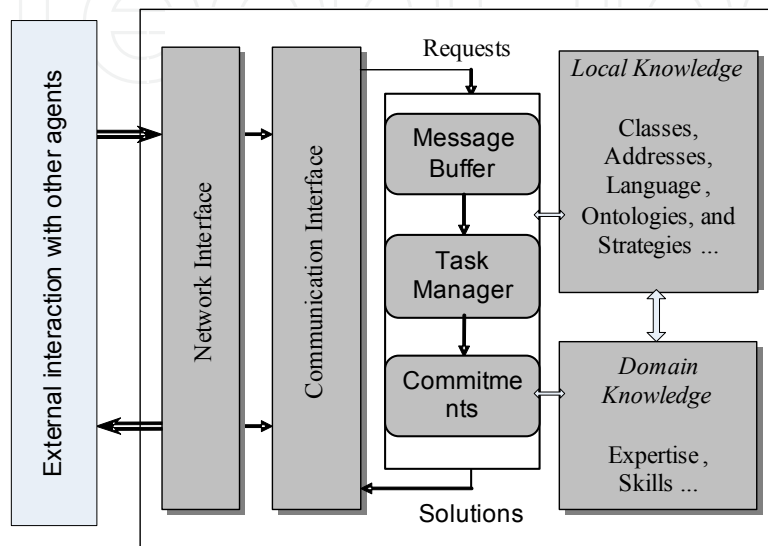 External interaction with other agents
Network Interface
Communication Interface
Requests
Message
Buffer
Task
Manager
Commitme
nts
Solutions
Local Knowledge
Classes,
Addresses,
Language ,
Ontologies, and
Strategies ...
Domain
Knowledge
Expertise ,
Skills ...